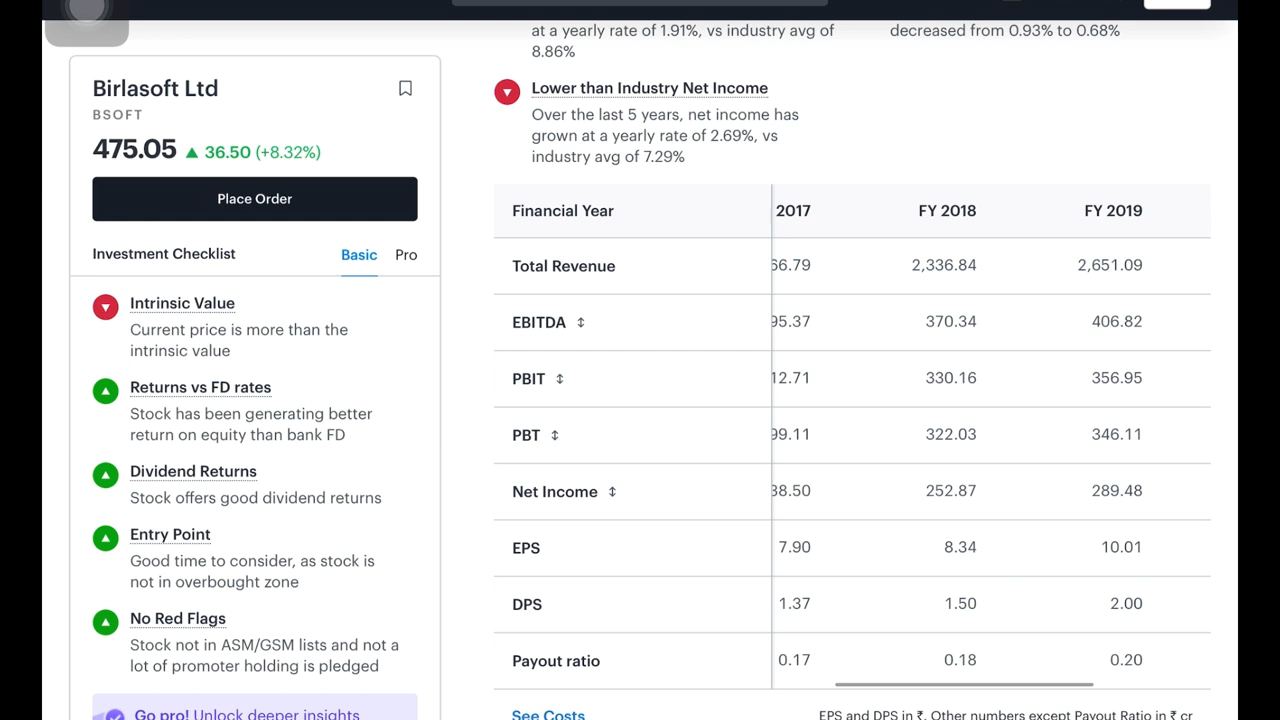 at a yearly rate of 1.91%, vs industry avg of
8.86%
decreased from 0.93% to 0.68%
Lower than Industry Net Income
Over the last 5 years, net income has
grown at a yearly rate of 2.69%, vs
industry avg of 7.29%
Birlasoft Ltd
BSOFT
475.05 ▲ 36.50 (+8.32%)
Place Order
Investment Checklist Basic Pro
Intrinsic Value
Current price is more than the
intrinsic value
Returns vs FD rates
Stock has been generating better
return on equity than bank FD
Dividend Returns
Stock offers good dividend returns
Entry Point
Good time to consider, as stock is
not in overbought zone
No Red Flags
Stock not in ASM/GSM lists and not a
lot of promoter holding is pledged
Go pro! Unlock deeper insights
Financial Year 2017 FY 2018 FY 2019
Total Revenue 66.79 2,336.84 2,651.09
EBITDA 95.37 370.34 406.82
PBIT 12.71 330.16 356.95
PBT 99.11 322.03 346.11
Net Income 38.50 252.87 289.48
EPS 7.90 8.34 10.01
DPS 1.37 1.50 2.00
Payout ratio 0.17 0.18 0.20
See Costs
EPS and DPS in ₹. Other numbers except Payout Ratio in ₹ cr